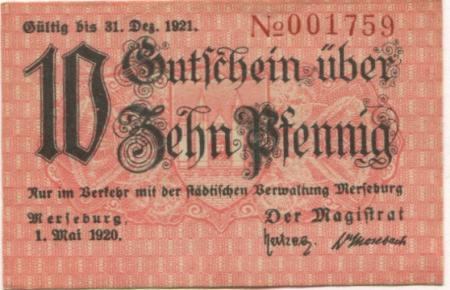 Gültig bis 31. Dez. 1921. №001759
10 Gutschein über
Zehn Pfennig
Nur im Verkehr mit der städtischen Verwaltung Merseburg
Merseburg, Der Magistrat
1. Mai 1920.